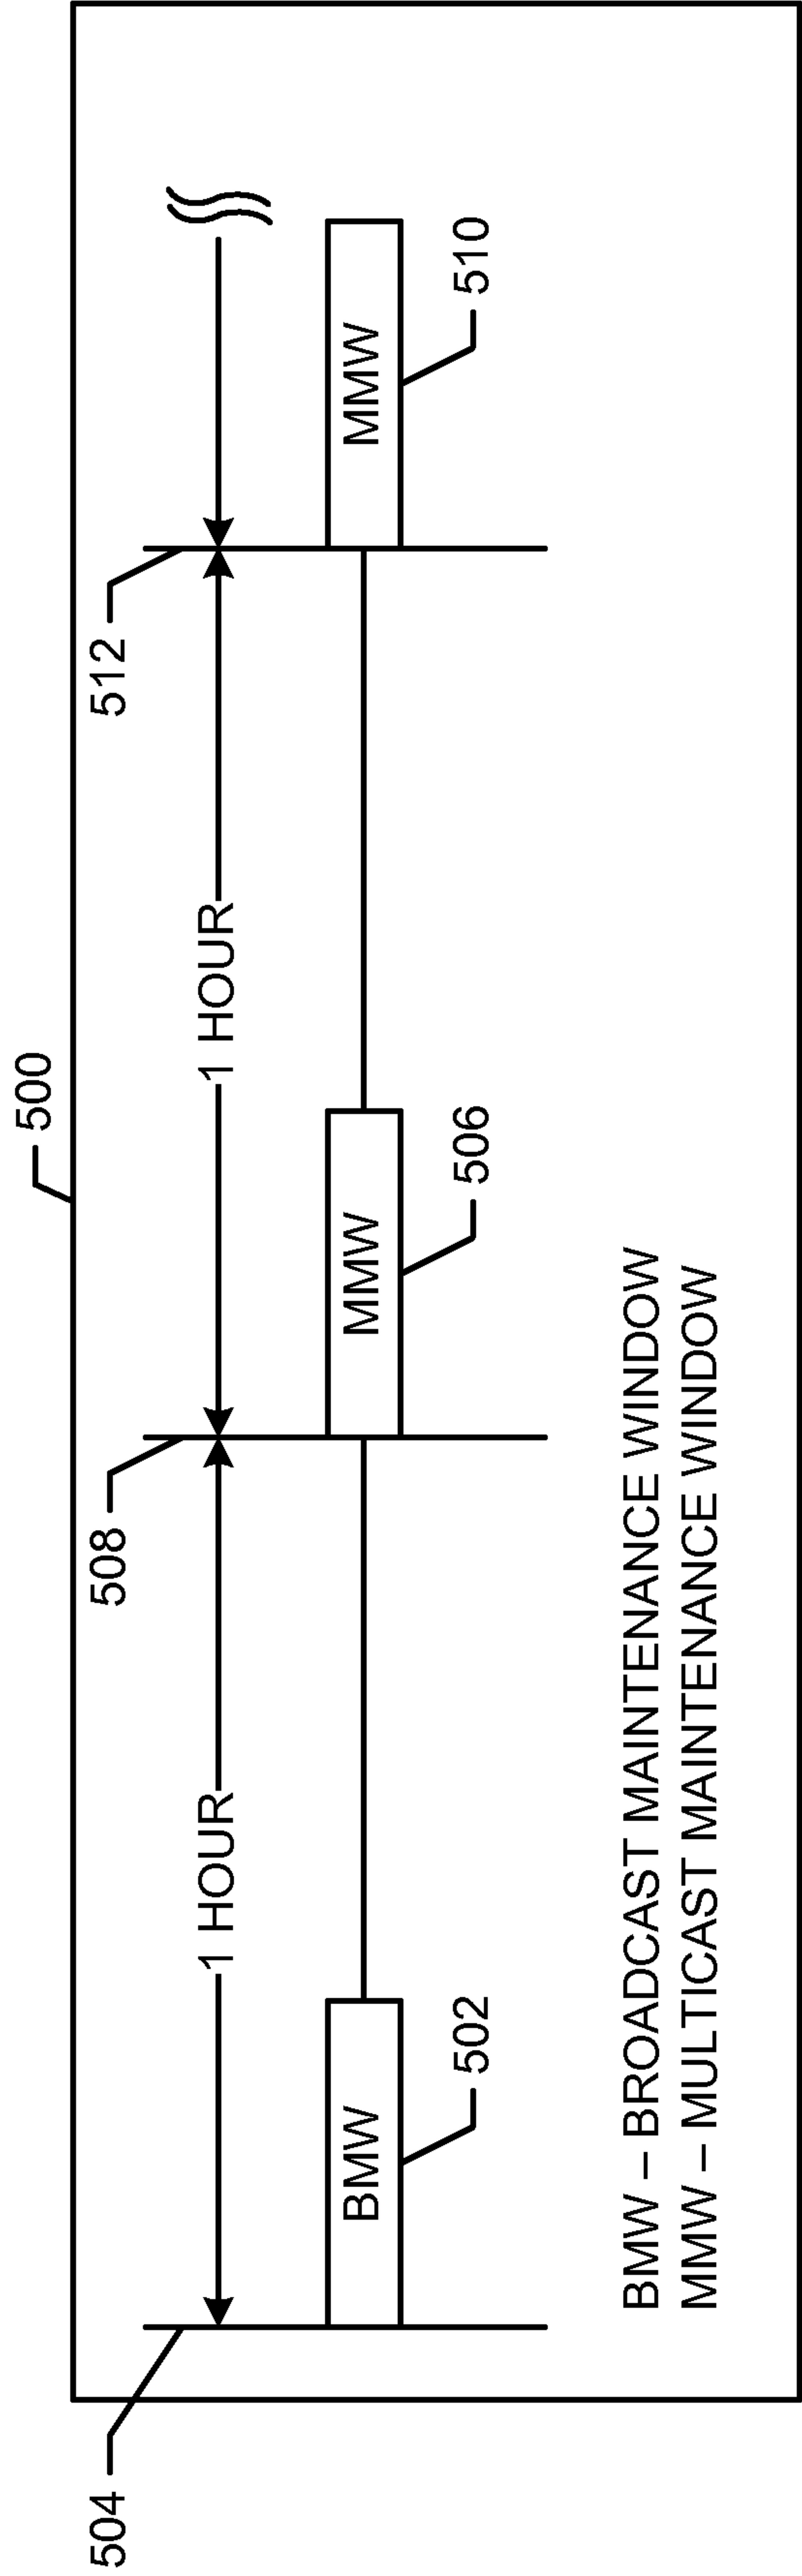 500
504
508
512
1 HOUR
1 HOUR
BMW
MMW
MMW
502
506
510
BMW – BROADCAST MAINTENANCE WINDOW
MMW – MULTICAST MAINTENANCE WINDOW